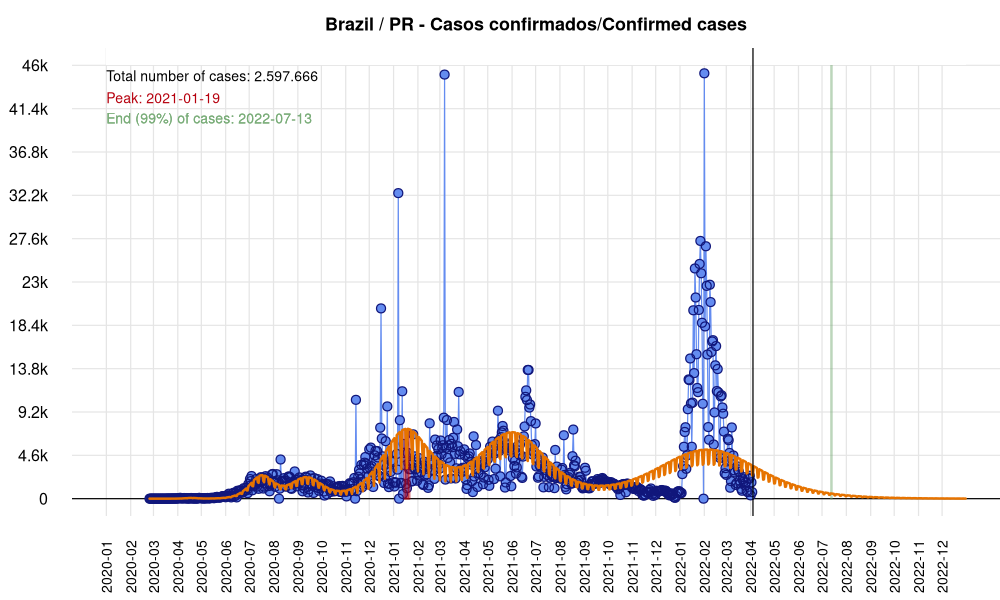 Brazil / PR - Casos confirmados/Confirmed cases
Total number of cases: 2.597.666
Peak: 2021-01-19
End (99%) of cases: 2022-07-13
46k
41.4k
36.8k
32.2k
27.6k
23k
18.4k
13.8k
9.2k
4.6k
0
2020-01
2020-02
2020-03
2020-04
2020-05
2020-06
2020-07
2020-08
2020-09
2020-10
2020-11
2020-12
2021-01
2021-02
2021-03
2021-04
2021-05
2021-06
2021-07
2021-08
2021-09
2021-10
2021-11
2021-12
2022-01
2022-02
2022-03
2022-04
2022-05
2022-06
2022-07
2022-08
2022-09
2022-10
2022-11
2022-12